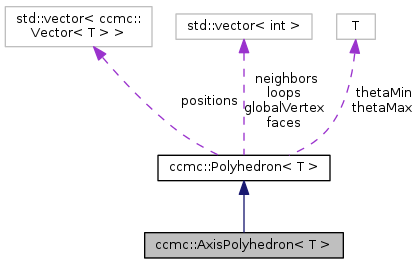 std::vector< ccmc::
Vector< T > >
std::vector< int >
T
positions
neighbors
loops
globalVertex
faces
thetaMin
thetaMax
ccmc::Polyhedron< T >
ccmc::AxisPolyhedron< T >